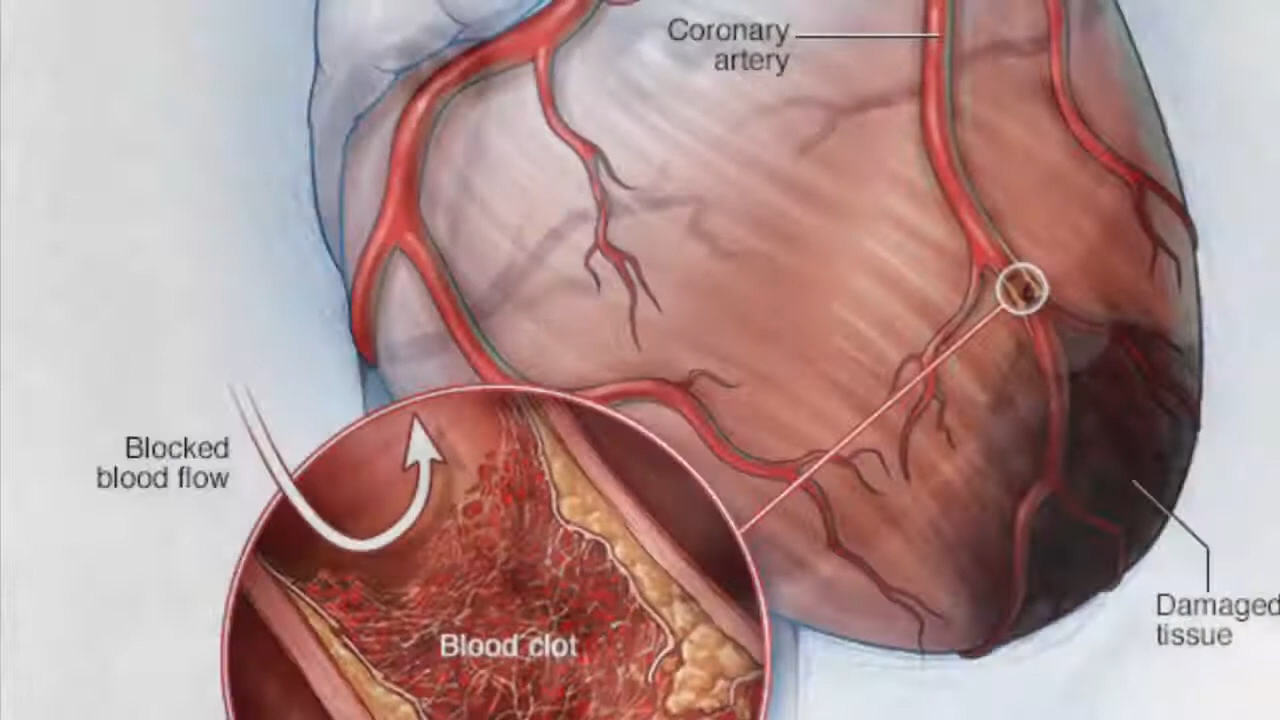 Coronary
artery
Blocked
blood flow
Blood clot
Damaged
tissue